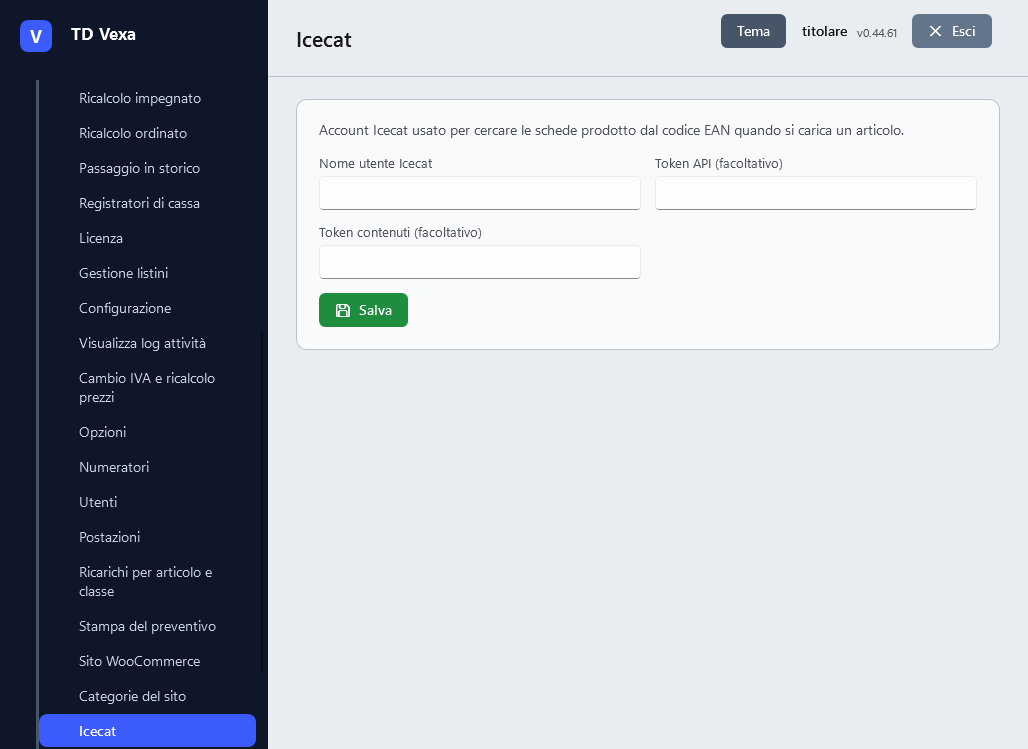 V
TD Vexa
Ricalcolo impegnato
Ricalcolo ordinato
Passaggio in storico
Registratori di cassa
Licenza
Gestione listini
Configurazione
Visualizza log attività
Cambio IVA e ricalcolo
prezzi
Opzioni
Numeratori
Utenti
Postazioni
Ricarichi per articolo e
classe
Stampa del preventivo
Sito WooCommerce
Categorie del sito
Icecat
Icecat
Tema
titolare
v0.44.61
Esci
Account Icecat usato per cercare le schede prodotto dal codice EAN quando si carica un articolo.
Nome utente Icecat
Token API (facoltativo)
Token contenuti (facoltativo)
Salva